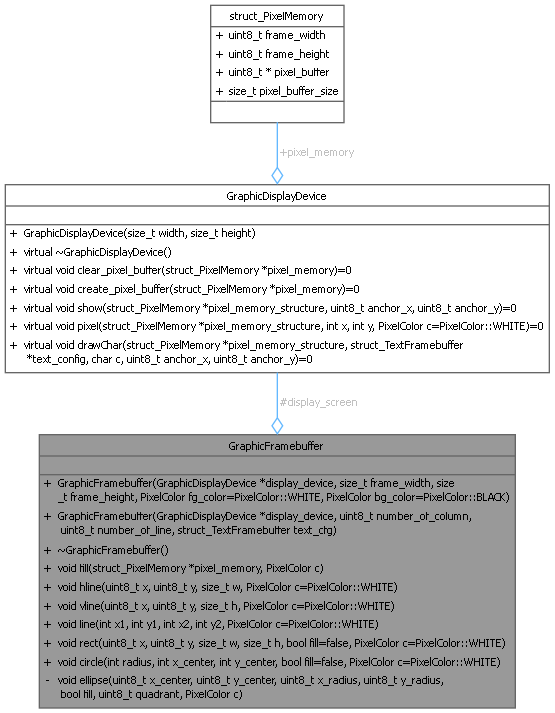 struct_PixelMemory
+ uint8_t frame_width
+ uint8_t frame_height
+ uint8_t * pixel_buffer
+ size_t pixel_buffer_size
+pixel_memory
GraphicDisplayDevice
+ GraphicDisplayDevice(size_t width, size_t height)
+ virtual ~GraphicDisplayDevice()
+ virtual void clear_pixel_buffer(struct_PixelMemory *pixel_memory)=0
+ virtual void create_pixel_buffer(struct_PixelMemory *pixel_memory)=0
+ virtual void show(struct_PixelMemory *pixel_memory_structure, uint8_t anchor_x, uint8_t anchor_y)=0
+ virtual void pixel(struct_PixelMemory *pixel_memory_structure, int x, int y, PixelColor c=PixelColor::WHITE)=0
+ virtual void drawChar(struct_PixelMemory *pixel_memory_structure, struct_TextFramebuffer
*text_config, char c, uint8_t anchor_x, uint8_t anchor_y)=0
#display_screen
GraphicFramebuffer
+ GraphicFramebuffer(GraphicDisplayDevice *display_device, size_t frame_width, size
_t frame_height, PixelColor fg_color=PixelColor::WHITE, PixelColor bg_color=PixelColor::BLACK)
+ GraphicFramebuffer(GraphicDisplayDevice *display_device, uint8_t number_of_column,
uint8_t number_of_line, struct_TextFramebuffer text_cfg)
+ ~GraphicFramebuffer()
+ void fill(struct_PixelMemory *pixel_memory, PixelColor c)
+ void hline(uint8_t x, uint8_t y, size_t w, PixelColor c=PixelColor::WHITE)
+ void vline(uint8_t x, uint8_t y, size_t h, PixelColor c=PixelColor::WHITE)
+ void line(int x1, int y1, int x2, int y2, PixelColor c=PixelColor::WHITE)
+ void rect(uint8_t x, uint8_t y, size_t w, size_t h, bool fill=false, PixelColor c=PixelColor::WHITE)
+ void circle(int radius, int x_center, int y_center, bool fill=false, PixelColor c=PixelColor::WHITE)
- void ellipse(uint8_t x_center, uint8_t y_center, uint8_t x_radius, uint8_t y_radius,
bool fill, uint8_t quadrant, PixelColor c)